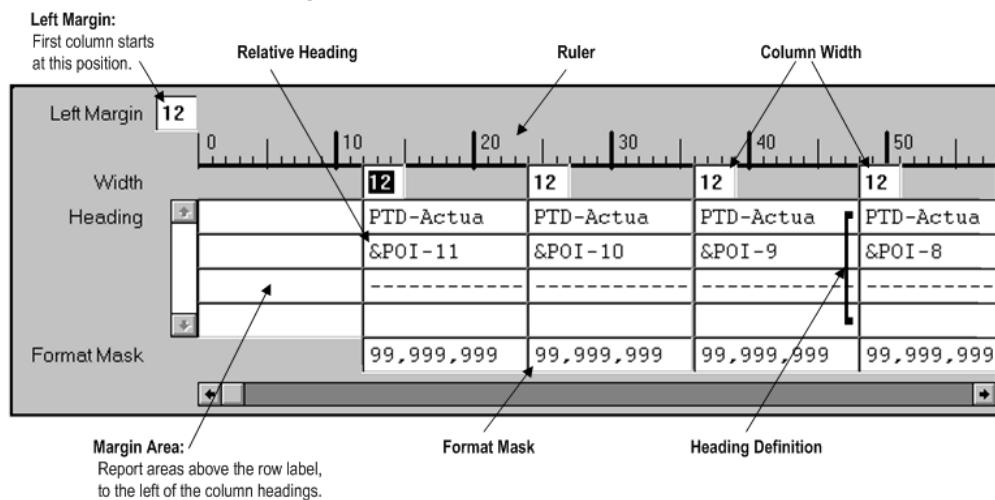 Left Margin:
First column starts
at this position.
Relative Heading
Ruler
Column Width
Left Margin 12
0 10 20 30 40 50
Width 12 12 12 12
Heading PTD-Actua PTD-Actua PTD-Actua PTD-Actua
&POI-11 &POI-10 &POI-9 &POI-8
Format Mask 99,999,999 99,999,999 99,999,999 99,999,999
Margin Area:
Report areas above the row label,
to the left of the column headings.
Format Mask
Heading Definition